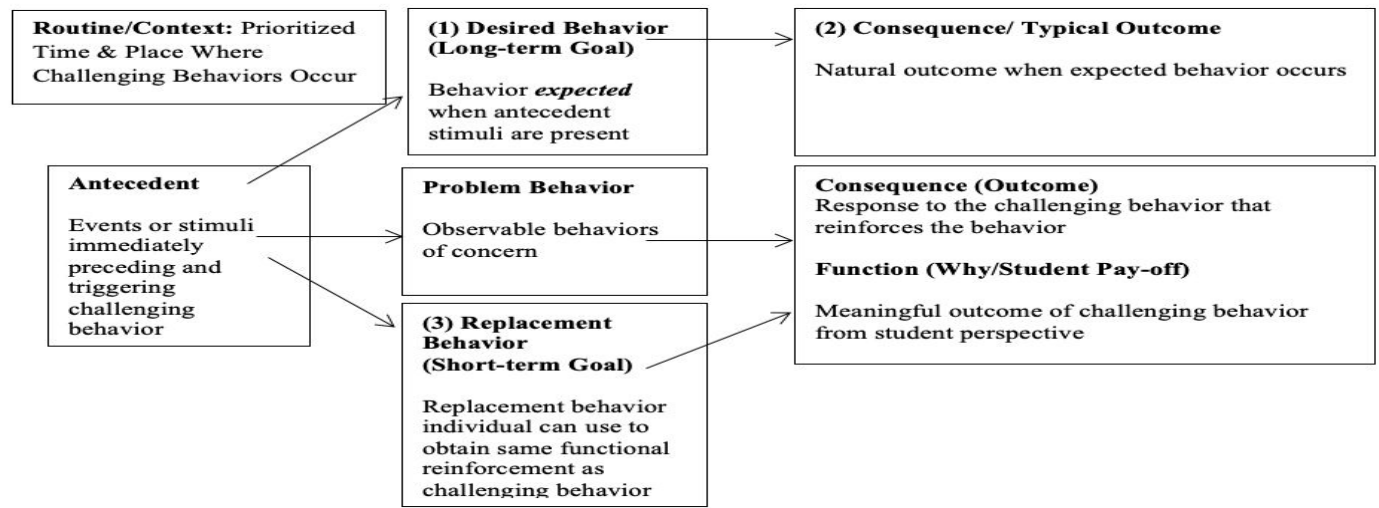 Routine/Context: Prioritized
Time & Place Where
Challenging Behaviors Occur
(1) Desired Behavior
(Long-term Goal)
Behavior expected
when antecedent
stimuli are present
(2) Consequence/ Typical Outcome
Natural outcome when expected behavior occurs
Antecedent
Events or stimuli
immediately
preceding and
triggering
challenging
behavior
Problem Behavior
Observable behaviors
of concern
Consequence (Outcome)
Response to the challenging behavior that
reinforces the behavior
Function (Why/Student Pay-off)
Meaningful outcome of challenging behavior
from student perspective
(3) Replacement
Behavior
(Short-term Goal)
Replacement behavior
individual can use to
obtain same functional
reinforcement as
challenging behavior